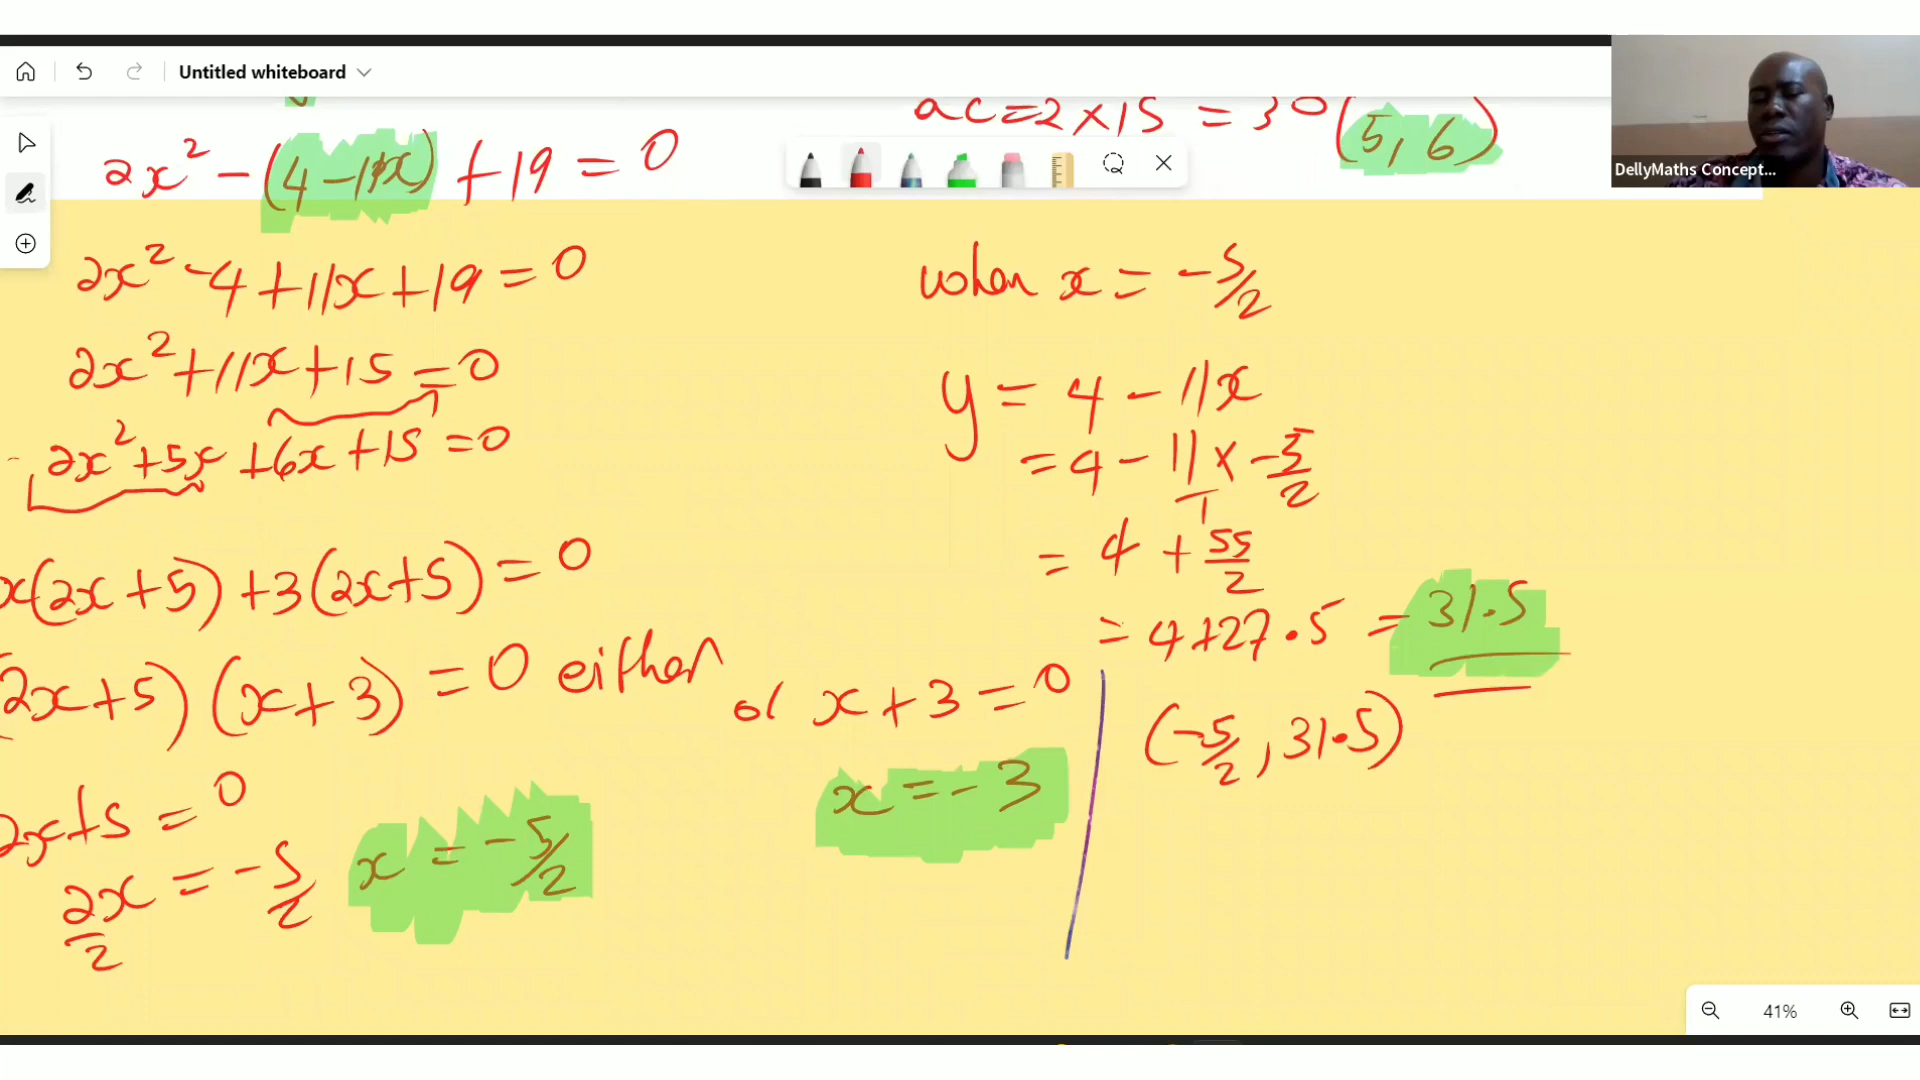 Untitled whiteboard
DellyMaths Concept...
ac = 2 × 15 = 30 (5, 6)
2x² - (4 - 11x) + 19 = 0
2x² - 4 + 11x + 19 = 0
2x² + 11x + 15 = 0
2x² + 5x + 6x + 15 = 0
x(2x + 5) + 3(2x + 5) = 0
2x + 5) (x + 3) = 0 either
or x + 3 = 0
2x + 5 = 0
x = -3
2x/2 = -5/2
x = -5/2
when x = -5/2
y = 4 - 11x
= 4 - 11/1 × -5/2
= 4 + 55/2
= 4 + 27.5 = 31.5
(-5/2, 31.5)
41%